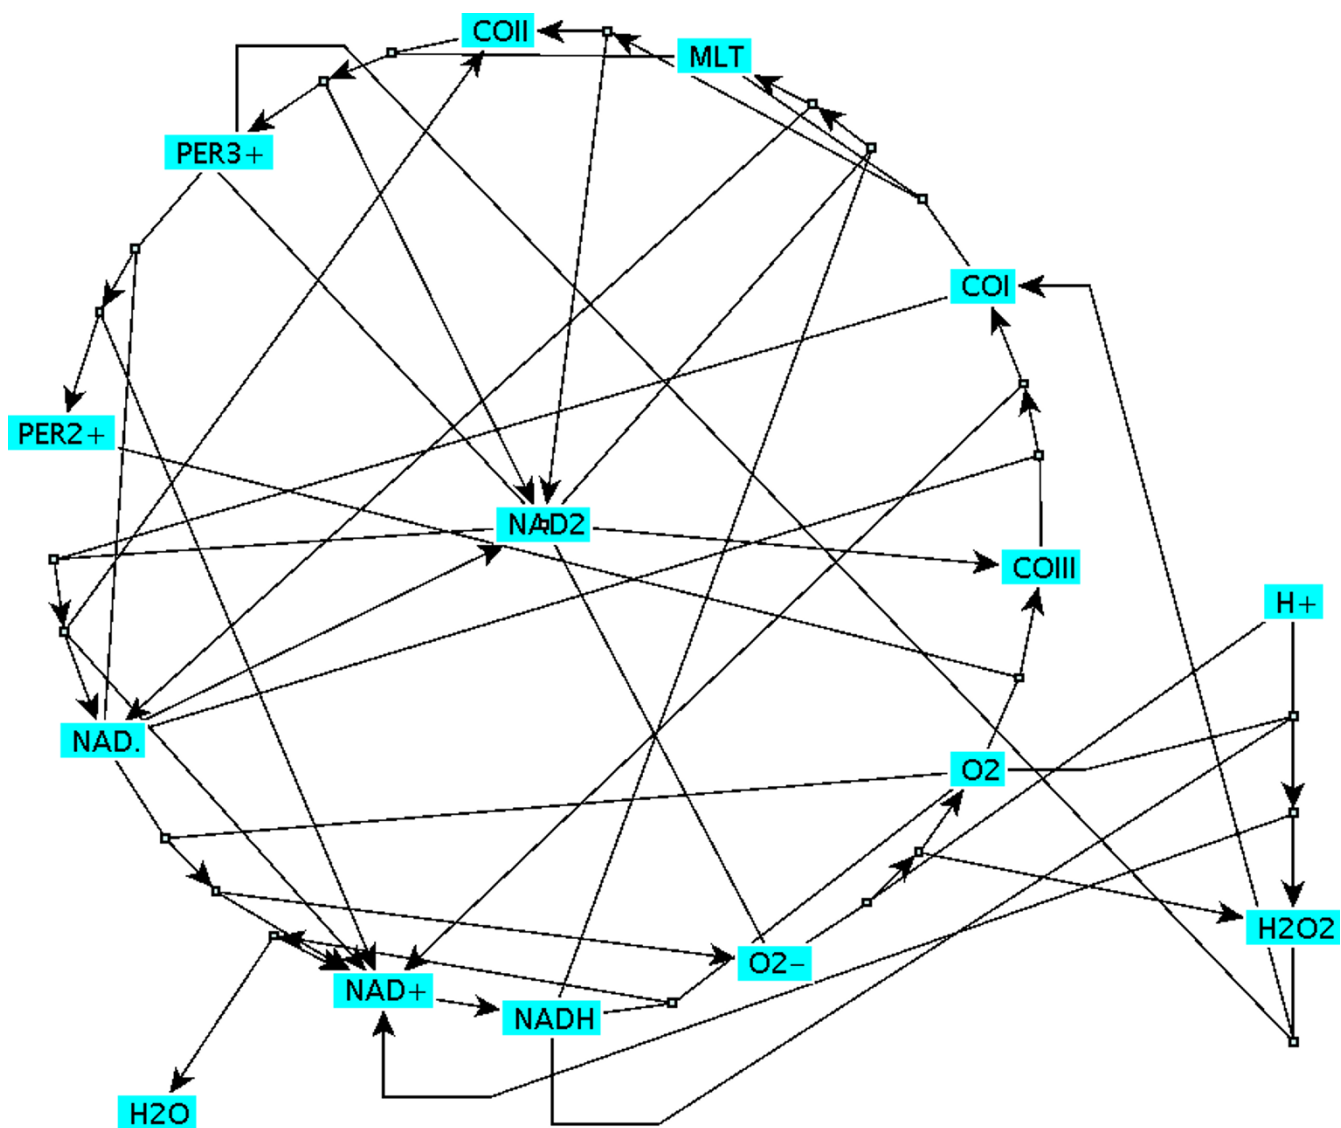 COII
MLT
PER3+
COI
PER2+
NAD2
COIII
H+
NAD.
O2
H2O2
O2-
NAD+
NADH
H2O